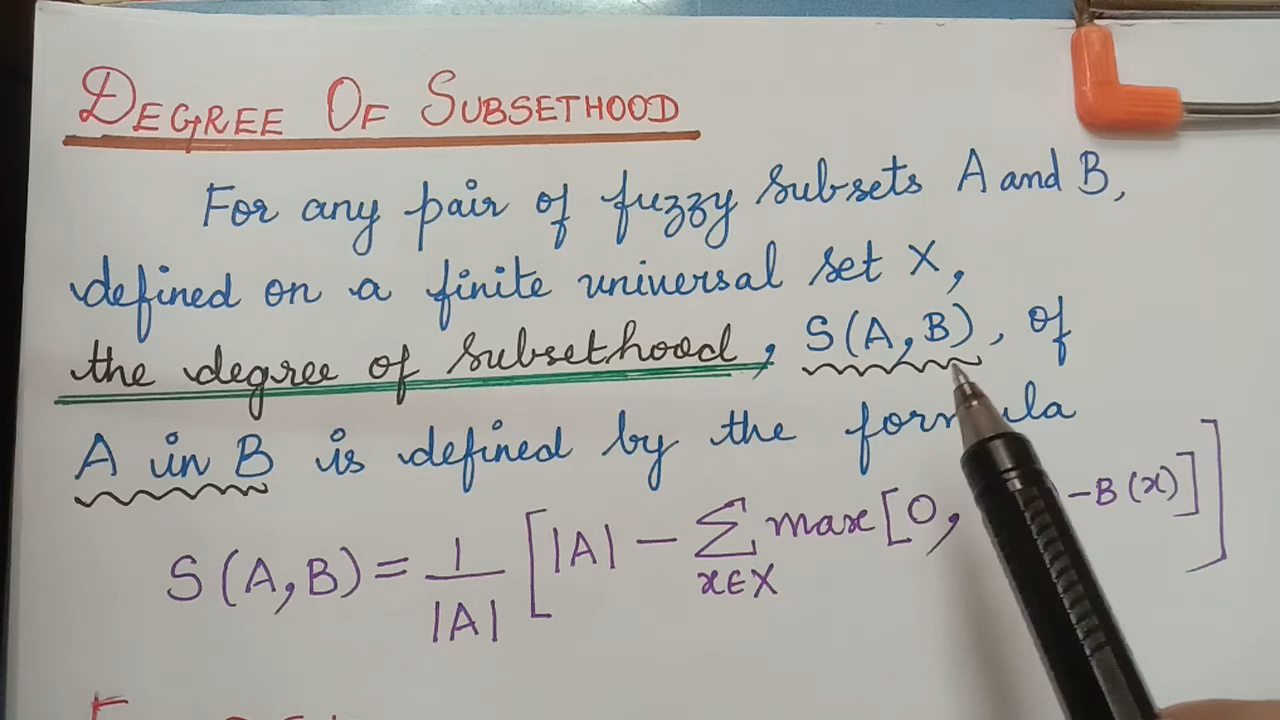 DEGREE OF SUBSETHOOD
For any pair of fuzzy subsets A and B,
defined on a finite universal set X,
the degree of subsethood, S(A,B), of
A in B is defined by the
S(A,B) = 1/|A| [|A| - Σ x∈X max[0, - B(x)]]